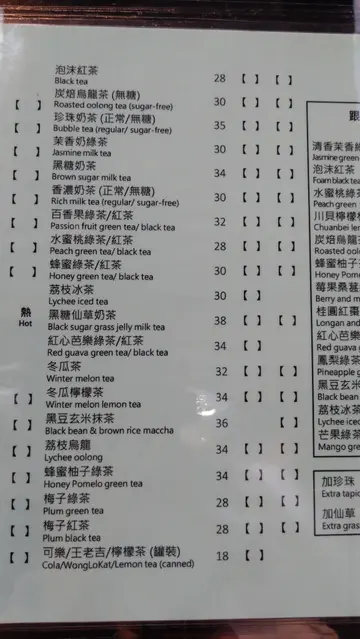 泡沫紅茶 28 【 】 【 】
Black tea
【 】 炭焙烏龍茶 (無糖) 30 【 】 【 】
Roasted oolong tea (sugar-free)
【 】 珍珠奶茶 (正常/無糖) 35 【 】 【 】
Bubble tea (regular/ sugar-free)
【 】 茉香奶綠 30 【 】 【 】
Jasmine milk tea
【 】 黑糖奶茶 34 【 】 【 】
Brown sugar milk tea
【 】 香濃奶茶 (正常/無糖) 30 【 】 【 】
Rich milk tea (regular/ sugar-free)
【 】 百香果綠茶/紅茶 32 【 】 【 】
Passion fruit green tea/ black tea
【 】 水蜜桃綠茶/紅茶 28 【 】 【 】
Peach green tea/ black tea
【 】 蜂蜜綠茶/紅茶 30 【 】 【 】
Honey green tea/ black tea
荔枝冰茶 30 【 】
Lychee iced tea
熱
Hot
黑糖仙草奶茶 38 【 】 【 】
Black sugar grass jelly milk tea
紅心芭樂綠茶/紅茶 34 【 】
Red guava green tea/ black tea
冬瓜茶 32 【 】 【 】
Winter melon tea
【 】 冬瓜檸檬茶 34 【 】 【 】
Winter melon lemon tea
【 】 黑豆玄米抹茶 36 【 】
Black bean & brown rice maccha
【 】 荔枝烏龍 34 【 】 【 】
Lychee oolong
【 】 蜂蜜柚子綠茶 34 【 】 【 】
Honey Pomelo green tea
【 】 梅子綠茶 28 【 】 【 】
Plum green tea
【 】 梅子紅茶 28 【 】 【 】
Plum black tea
【 】 可樂/王老吉/檸檬茶 (罐裝) 18 【 】
Cola/WongLoKat/Lemon tea (canned)
跟
清香茉香綠
Jasmine green
泡沫紅茶
Foam black tea
水蜜桃綠
Peach green
川貝檸檬
Chuanbei lem
炭焙烏龍
Roasted oolo
蜂蜜柚子
Honey Pome
莓果桑葚
Berry and m
桂圓紅棗
Longan and
紅心芭樂
Red guava
鳳梨綠茶
Pineapple g
黑豆玄米
Black bean
荔枝冰茶
Lychee iced
芒果綠茶
Mango gre
加珍珠
Extra tapio
加仙草
Extra gras